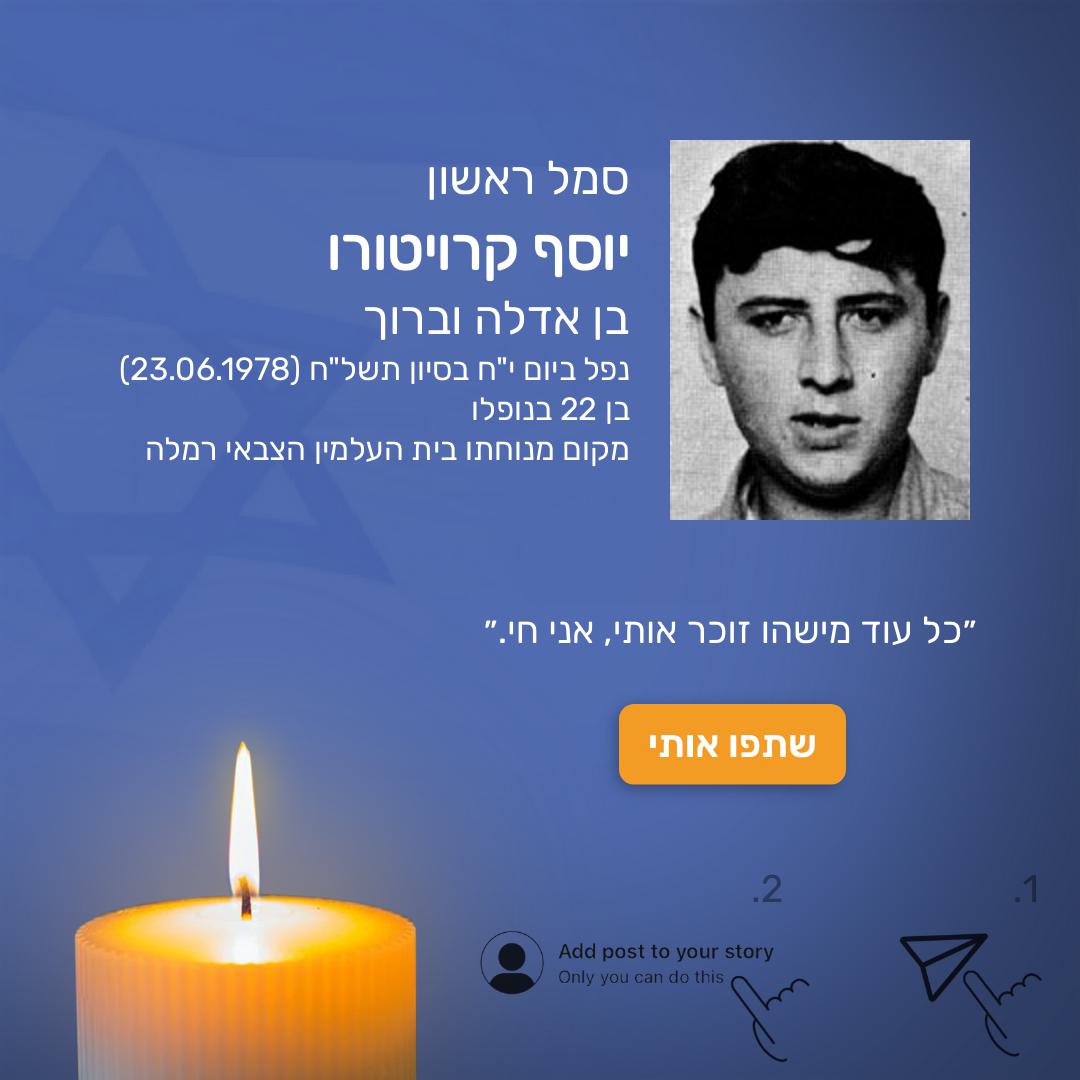 סמל ראשון
יוסף קרויטורו
בן אדלה וברוך
נפל ביום י"ח בסיון תשל"ח (23.06.1978)
בן 22 בנופלו
מקום מנוחתו בית העלמין הצבאי רמלה
״כל עוד מישהו זוכר אותי, אני חי.״
שתפו אותי
.1
.2
Add post to your story
Only you can do this